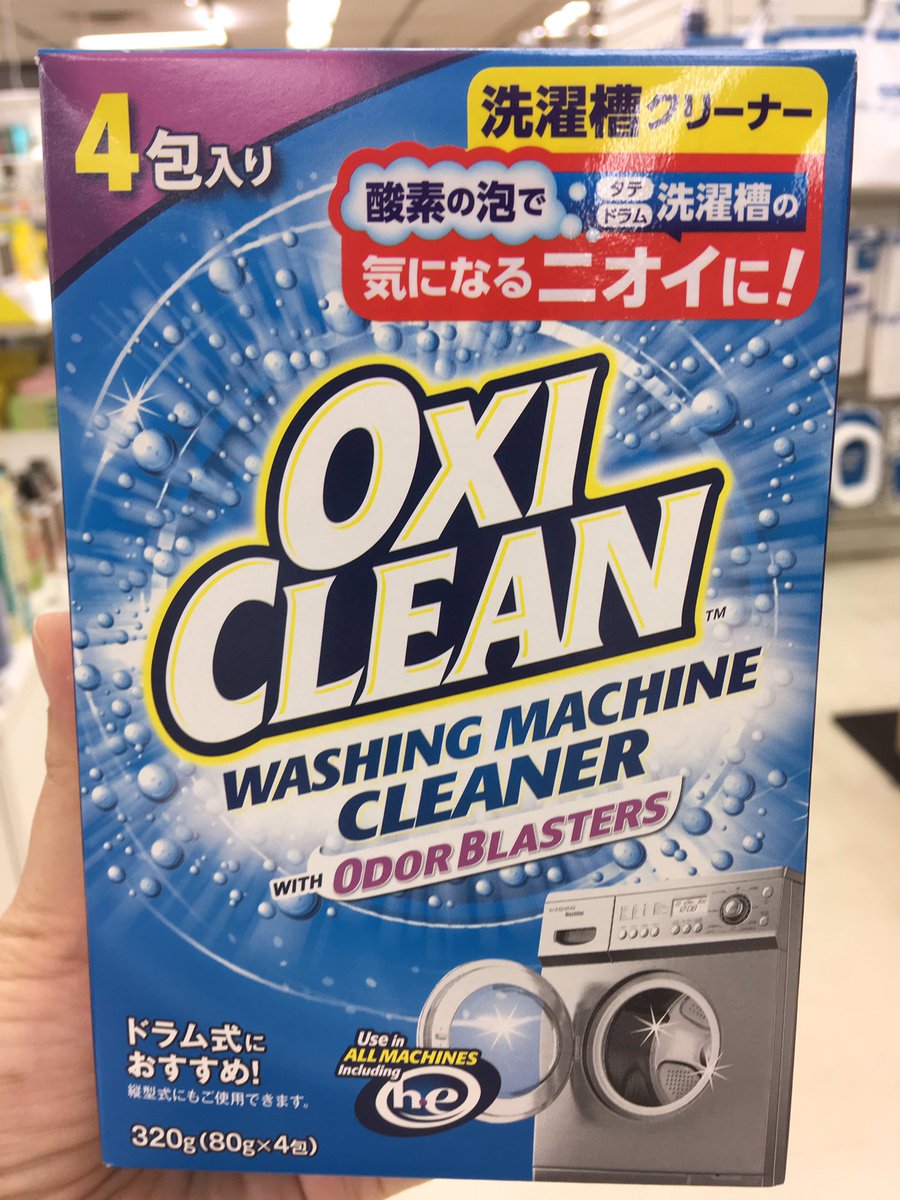 4包入り
洗濯槽クリーナー
酸素の泡で
タテ
ドラム
洗濯槽の
気になるニオイに!
OXI
CLEAN™
WASHING MACHINE
CLEANER
WITH ODOR BLASTERS
WASHING
Machine
ドラム式に
おすすめ!
縦型式にもご使用できます。
320g(80g×4包)
Use in
ALL MACHINES
Including
he